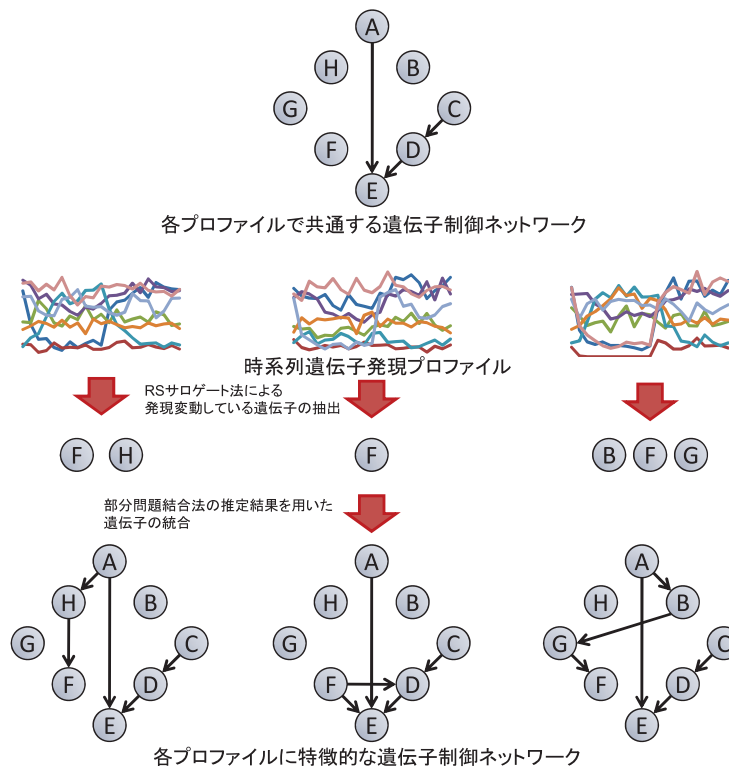 A
H
B
G
C
F
D
E
各プロファイルで共通する遺伝子制御ネットワーク
時系列遺伝子発現プロファイル
RSサロゲート法による
発現変動している遺伝子の抽出
F
H
F
B
F
G
部分問題結合法の推定結果を用いた
遺伝子の統合
A
H
B
G
C
F
D
E
A
H
B
G
C
F
D
E
A
H
B
G
C
F
D
E
各プロファイルに特徴的な遺伝子制御ネットワーク